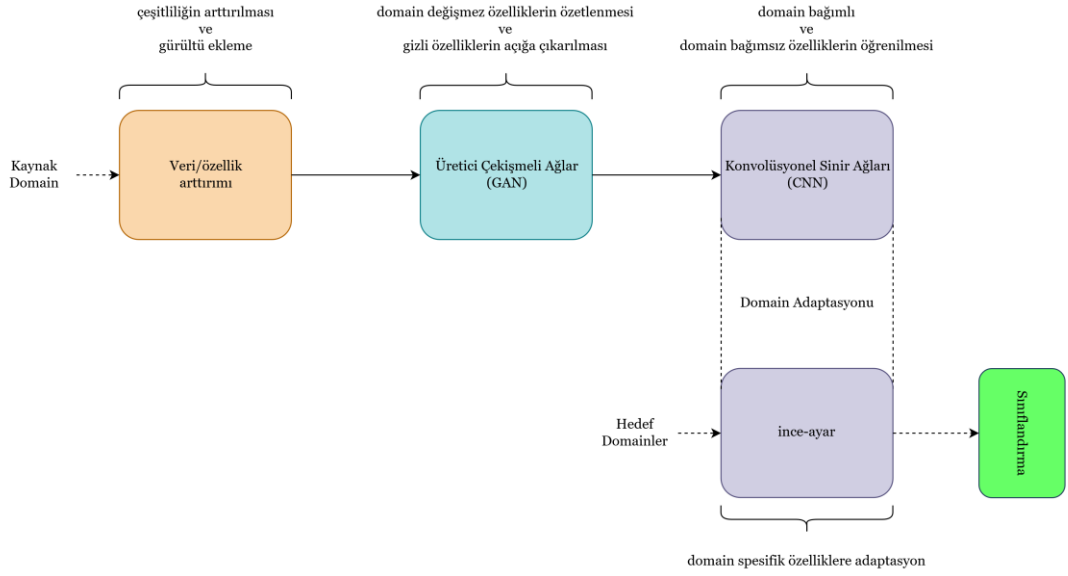 çeşitliliğin arttırılması
ve
gürültü ekleme
domain değişmez özelliklerin özetlenmesi
ve
gizli özelliklerin açığa çıkarılması
domain bağımlı
ve
domain bağımsız özelliklerin öğrenilmesi
Kaynak
Domain
Veri/özellik
arttırımı
Üretici Çekişmeli Ağlar
(GAN)
Konvolüsyonel Sinir Ağları
(CNN)
Domain Adaptasyonu
Hedef
Domainler
ince-ayar
Sınıflandırma
domain spesifik özelliklere adaptasyon